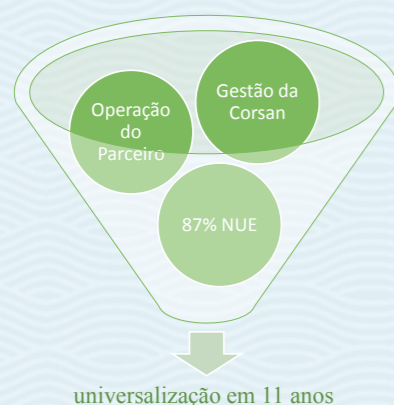 Operação
do
Parceiro
Gestão da
Corsan
87% NUE
universalização em 11 anos